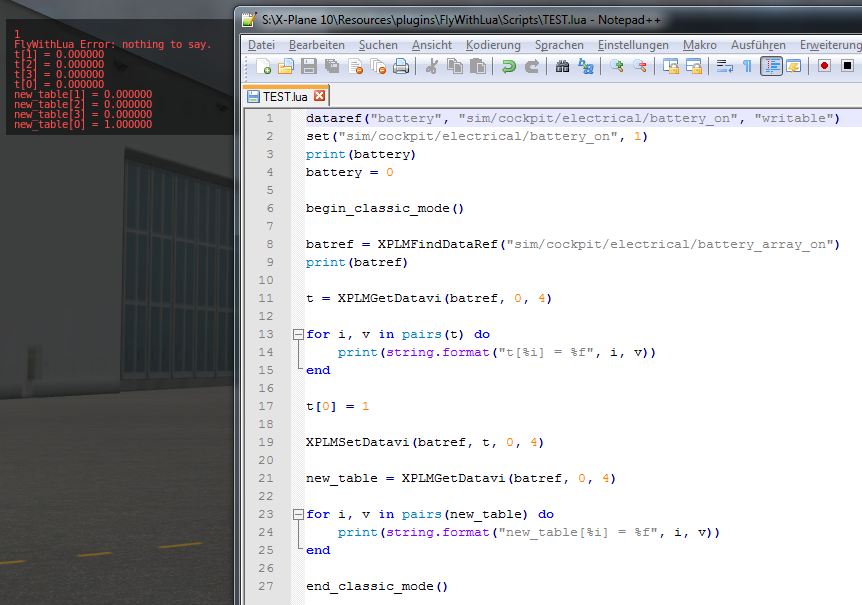 1
FlyWithLua Error: nothing to say.
t[1] = 0.000000
t[2] = 0.000000
t[3] = 0.000000
t[0] = 0.000000
new_table[1] = 0.000000
new_table[2] = 0.000000
new_table[3] = 0.000000
new_table[0] = 1.000000
S:\X-Plane 10\Resources\plugins\FlyWithLua\Scripts\TEST.lua - Notepad++
Datei Bearbeiten Suchen Ansicht Kodierung Sprachen Einstellungen Makro Ausführen Erweiterung
TEST.lua
1 dataref("battery", "sim/cockpit/electrical/battery_on", "writable")
2 set("sim/cockpit/electrical/battery_on", 1)
3 print(battery)
4 battery = 0
5
6 begin_classic_mode()
7
8 batref = XPLMFindDataRef("sim/cockpit/electrical/battery_array_on")
9 print(batref)
10
11 t = XPLMGetDatavi(batref, 0, 4)
12
13 for i, v in pairs(t) do
14 print(string.format("t[%i] = %f", i, v))
15 end
16
17 t[0] = 1
18
19 XPLMSetDatavi(batref, t, 0, 4)
20
21 new_table = XPLMGetDatavi(batref, 0, 4)
22
23 for i, v in pairs(new_table) do
24 print(string.format("new_table[%i] = %f", i, v))
25 end
26
27 end_classic_mode()